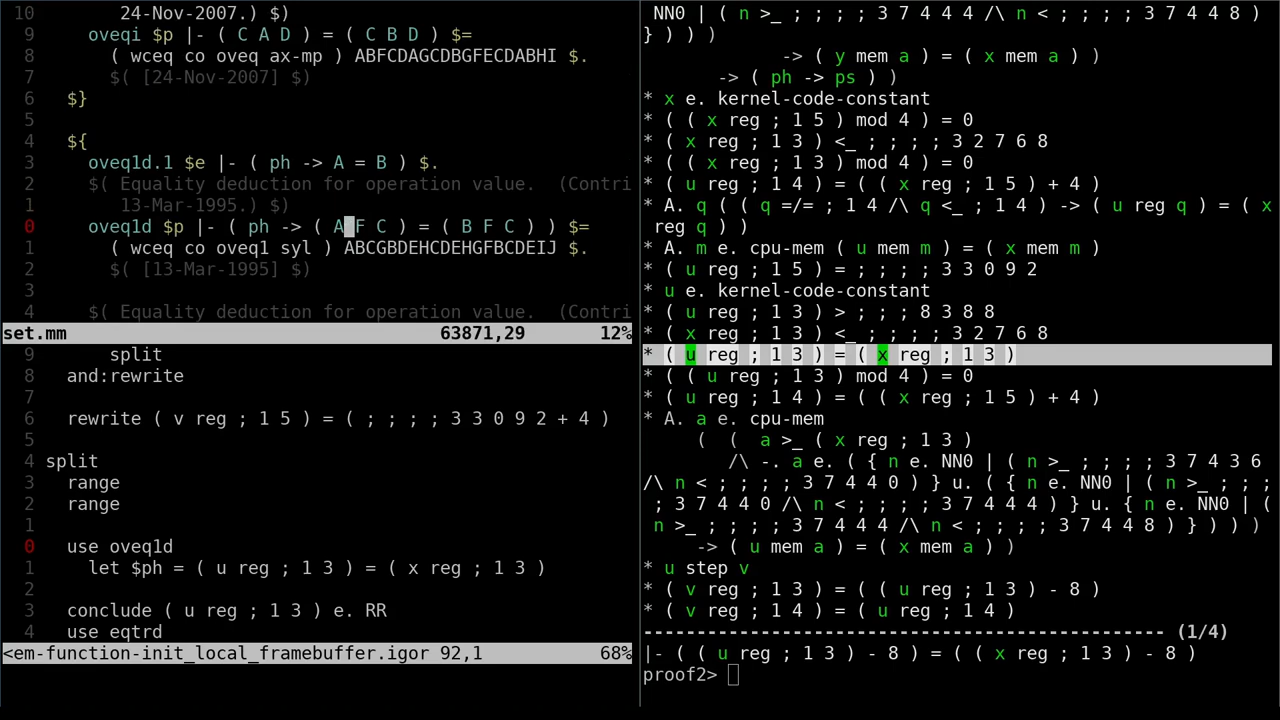 10          24-Nov-2007.) $)
 9     oveqi $p |- ( C A D ) = ( C B D ) $=
 8       ( wceq co oveq ax-mp ) ABFCDAGCDBGFECDABHI $.
 7       $( [24-Nov-2007] $)
 6   $}
 5
 4   ${
 3     oveq1d.1 $e |- ( ph -> A = B ) $.
 2     $( Equality deduction for operation value.  (Contri
 1        13-Mar-1995.) $)
 0     oveq1d $p |- ( ph -> ( A F C ) = ( B F C ) ) $=
 1       ( wceq co oveq1 syl ) ABCGBDEHCDEHGFBCDEIJ $.
 2       $( [13-Mar-1995] $)
 3
 4     $( Equality deduction for operation value.  (Contri
set.mm                                  63871,29       12%
 9       split
 8   and:rewrite
 7
 6   rewrite ( v reg ; 1 5 ) = ( ; ; ; ; 3 3 0 9 2 + 4 )
 5
 4 split
 3   range
 2   range
 1
 0   use oveq1d
 1     let $ph = ( u reg ; 1 3 ) = ( x reg ; 1 3 )
 2
 3   conclude ( u reg ; 1 3 ) e. RR
 4   use eqtrd
<em-function-init_local_framebuffer.igor 92,1           68%
NN0 | ( n >_ ; ; ; ; 3 7 4 4 4 /\ n < ; ; ; ; 3 7 4 4 8 )
} ) ) )
             -> ( y mem a ) = ( x mem a ) )
       -> ( ph -> ps ) )
* x e. kernel-code-constant
* ( ( x reg ; 1 5 ) mod 4 ) = 0
* ( x reg ; 1 3 ) <_ ; ; ; ; 3 2 7 6 8
* ( ( x reg ; 1 3 ) mod 4 ) = 0
* ( u reg ; 1 4 ) = ( ( x reg ; 1 5 ) + 4 )
* A. q ( ( q =/= ; 1 4 /\ q <_ ; 1 4 ) -> ( u reg q ) = ( x
reg q ) )
* A. m e. cpu-mem ( u mem m ) = ( x mem m )
* ( u reg ; 1 5 ) = ; ; ; ; 3 3 0 9 2
* u e. kernel-code-constant
* ( u reg ; 1 3 ) > ; ; ; 8 3 8 8
* ( x reg ; 1 3 ) <_ ; ; ; ; 3 2 7 6 8
* ( u reg ; 1 3 ) = ( x reg ; 1 3 )
* ( ( u reg ; 1 3 ) mod 4 ) = 0
* ( u reg ; 1 4 ) = ( ( x reg ; 1 5 ) + 4 )
* A. a e. cpu-mem
     (  (  a >_ ( x reg ; 1 3 )
        /\ -. a e. ( { n e. NN0 | ( n >_ ; ; ; ; 3 7 4 3 6
/\ n < ; ; ; ; 3 7 4 4 0 ) } u. ( { n e. NN0 | ( n >_ ; ; ;
; 3 7 4 4 0 /\ n < ; ; ; ; 3 7 4 4 4 ) } u. { n e. NN0 | (
n >_ ; ; ; ; 3 7 4 4 4 /\ n < ; ; ; ; 3 7 4 4 8 ) } ) ) )
     -> ( u mem a ) = ( x mem a ) )
* u step v
* ( v reg ; 1 3 ) = ( ( u reg ; 1 3 ) - 8 )
* ( v reg ; 1 4 ) = ( u reg ; 1 4 )
------------------------------------------------ (1/4)
|- ( ( u reg ; 1 3 ) - 8 ) = ( ( x reg ; 1 3 ) - 8 )
proof2>